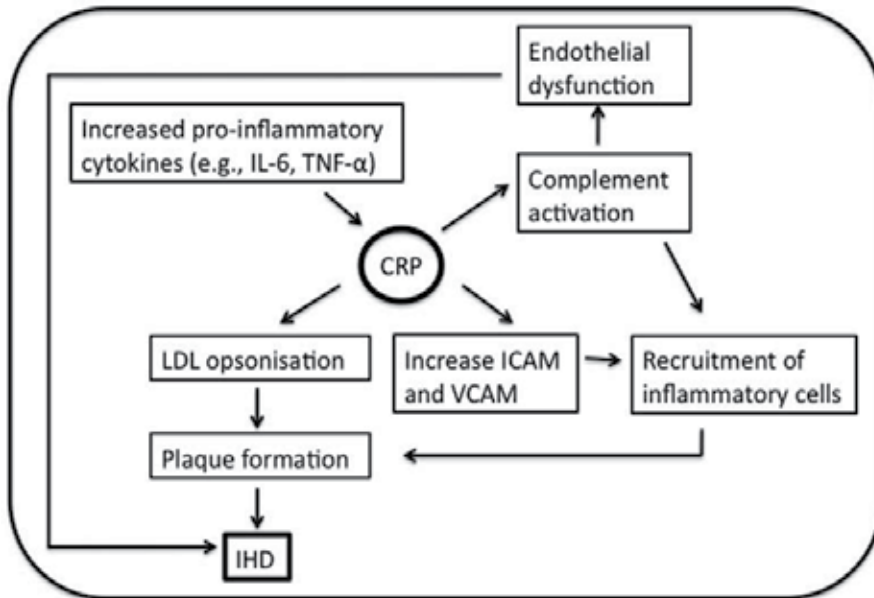 Endothelial
dysfunction
Increased pro-inflammatory
cytokines (e.g., IL-6, TNF-α)
Complement
activation
CRP
LDL opsonisation
Increase ICAM
and VCAM
Recruitment of
inflammatory cells
Plaque formation
IHD